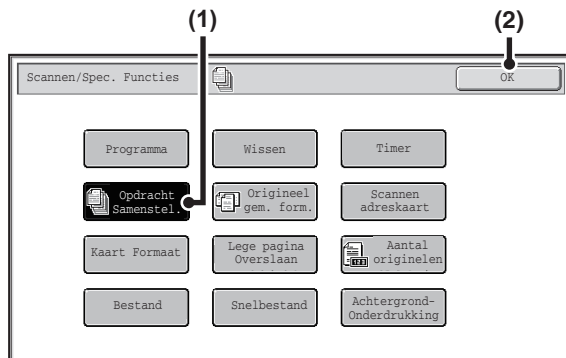 (1) (2)
Scannen/Spec. Functies OK
Programma Wissen Timer
Opdracht Samenstel. Origineel gem. form. Scannen adreskaart
Kaart Formaat Lege pagina Overslaan Aantal originelen
Bestand Snelbestand Achtergrond-Onderdrukking